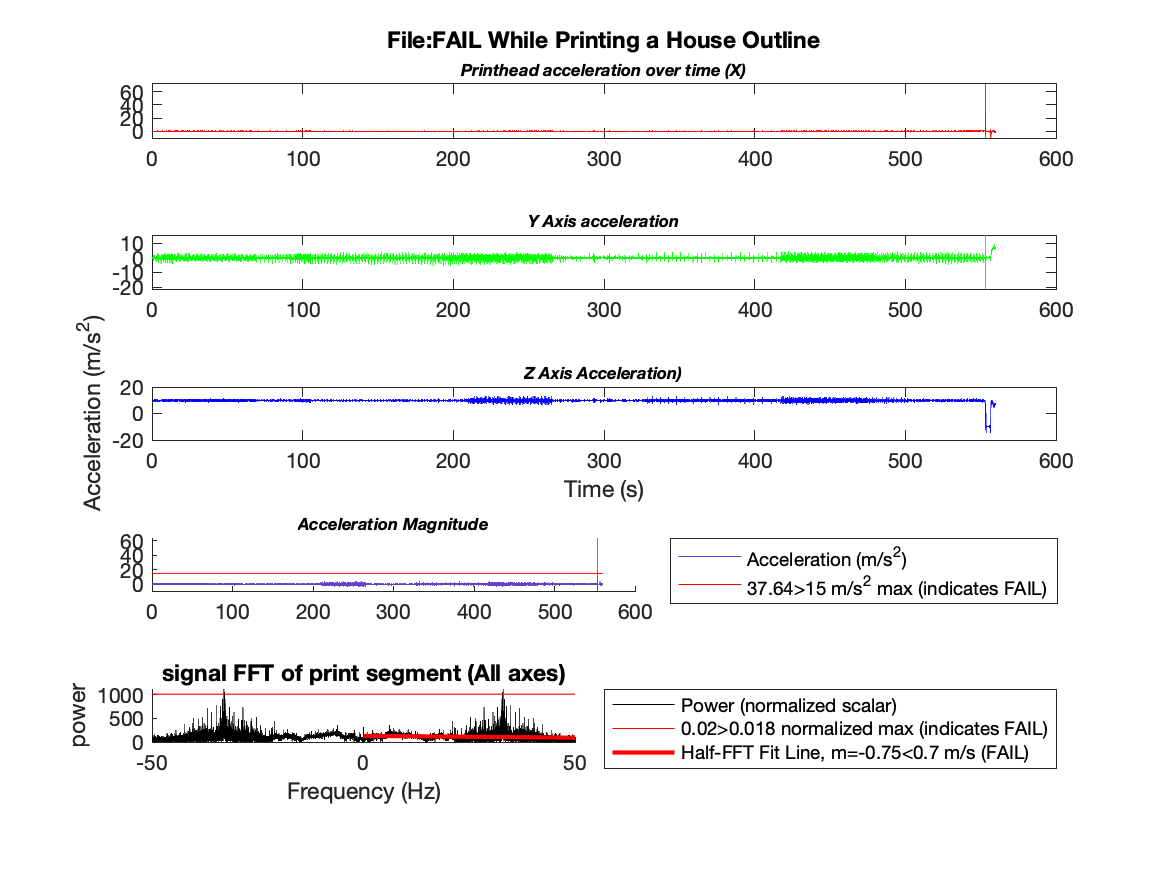 File:FAIL While Printing a House Outline
Printhead acceleration over time (X)
60
40
20
0
0 100 200 300 400 500 600
Y Axis acceleration
10
0
-10
-20
0 100 200 300 400 500 600
Z Axis Acceleration)
20
0
-20
0 100 200 300 400 500 600
Time (s)
Acceleration (m/s²)
Acceleration Magnitude
60
40
20
0
0 100 200 300 400 500 600
Acceleration (m/s²)
37.64>15 m/s² max (indicates FAIL)
signal FFT of print segment (All axes)
power
1000
500
0
-50 0 50
Frequency (Hz)
Power (normalized scalar)
0.02>0.018 normalized max (indicates FAIL)
Half-FFT Fit Line, m=-0.75<0.7 m/s (FAIL)